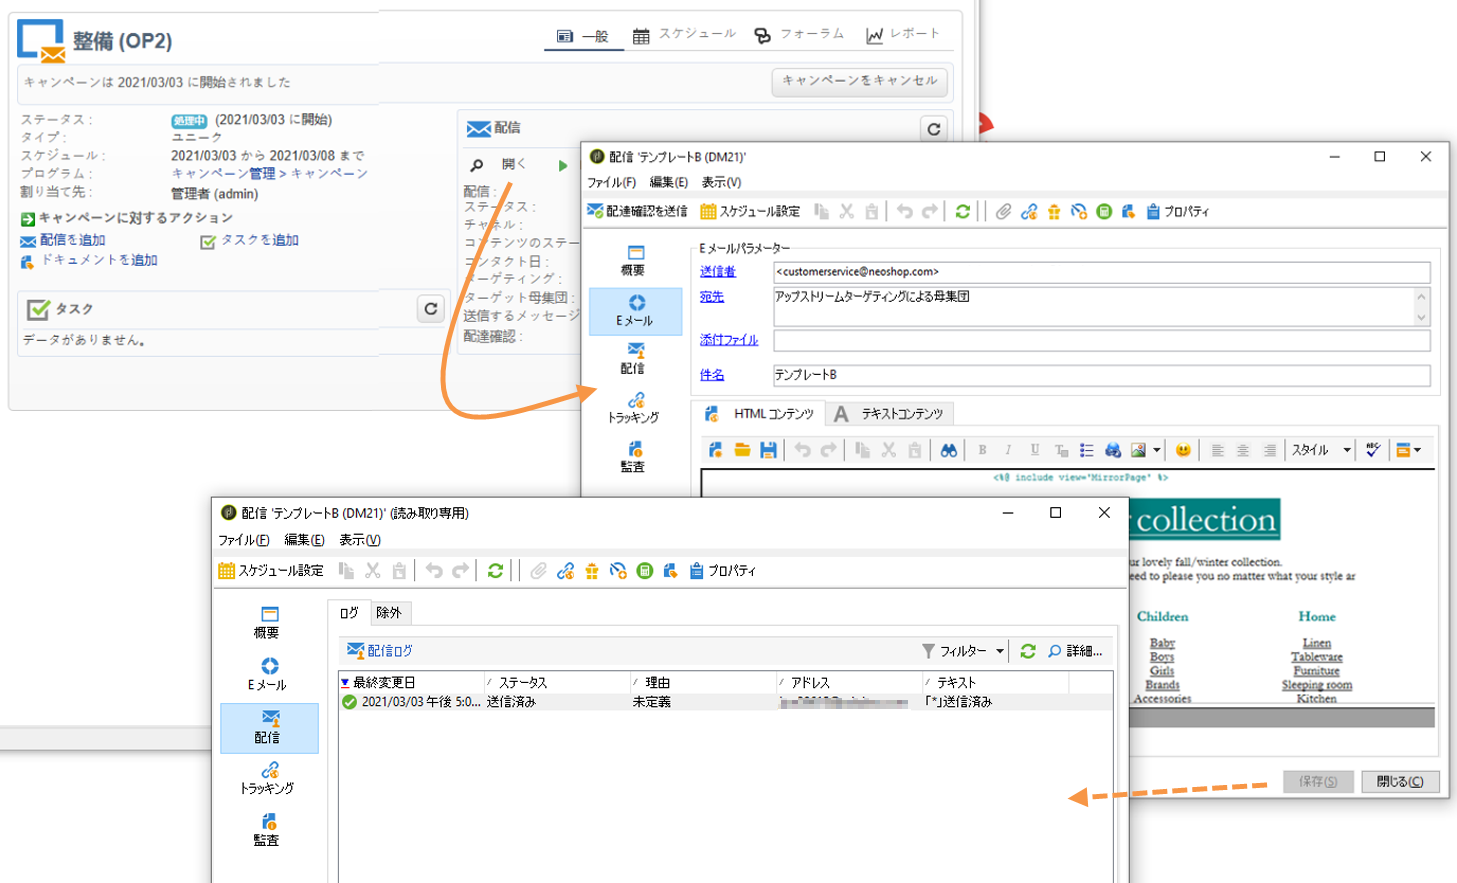 整備 (OP2)
一般 スケジュール フォーラム レポート
キャンペーンは 2021/03/03 に開始されました
キャンペーンをキャンセル
ステータス : 処理中 (2021/03/03 に開始)
タイプ : ユニーク
スケジュール : 2021/03/03 から 2021/03/08 まで
プログラム : キャンペーン管理 > キャンペーン
割り当て先 : 管理者 (admin)
キャンペーンに対するアクション
配信を追加 タスクを追加
ドキュメントを追加
タスク
データがありません。
配信
開く
配信 :
ステータス :
チャネル :
コンテンツのステー
コンタクト日 :
ターゲティング :
ターゲット母集団 :
送信するメッセージ
配達確認 :
配信 'テンプレートB (DM21)'
ファイル(F) 編集(E) 表示(V)
配達確認を送信 スケジュール設定 プロパティ
概要
Eメール
配信
トラッキング
監査
Eメールパラメーター
送信者 <customerservice@neoshop.com>
宛先 アップストリームターゲティングによる母集団
添付ファイル
件名 テンプレートB
HTML コンテンツ A テキストコンテンツ
B I U スタイル ABC
<%@ include view="MirrorPage" %>
collection
ur lovely fall/winter collection.
eed to please you no matter what your style ar
Children Home
Baby Linen
Boys Tableware
Girls Furniture
Brands Sleeping room
Accessories Kitchen
保存(S) 閉じる(C)
配信 'テンプレートB (DM21)' (読み取り専用)
ファイル(F) 編集(E) 表示(V)
スケジュール設定 プロパティ
概要
Eメール
配信
トラッキング
監査
ログ 除外
配信ログ フィルター 詳細...
最終変更日 ステータス 理由 アドレス テキスト
2021/03/03 午後 5:0... 送信済み 未定義 「*」送信済み